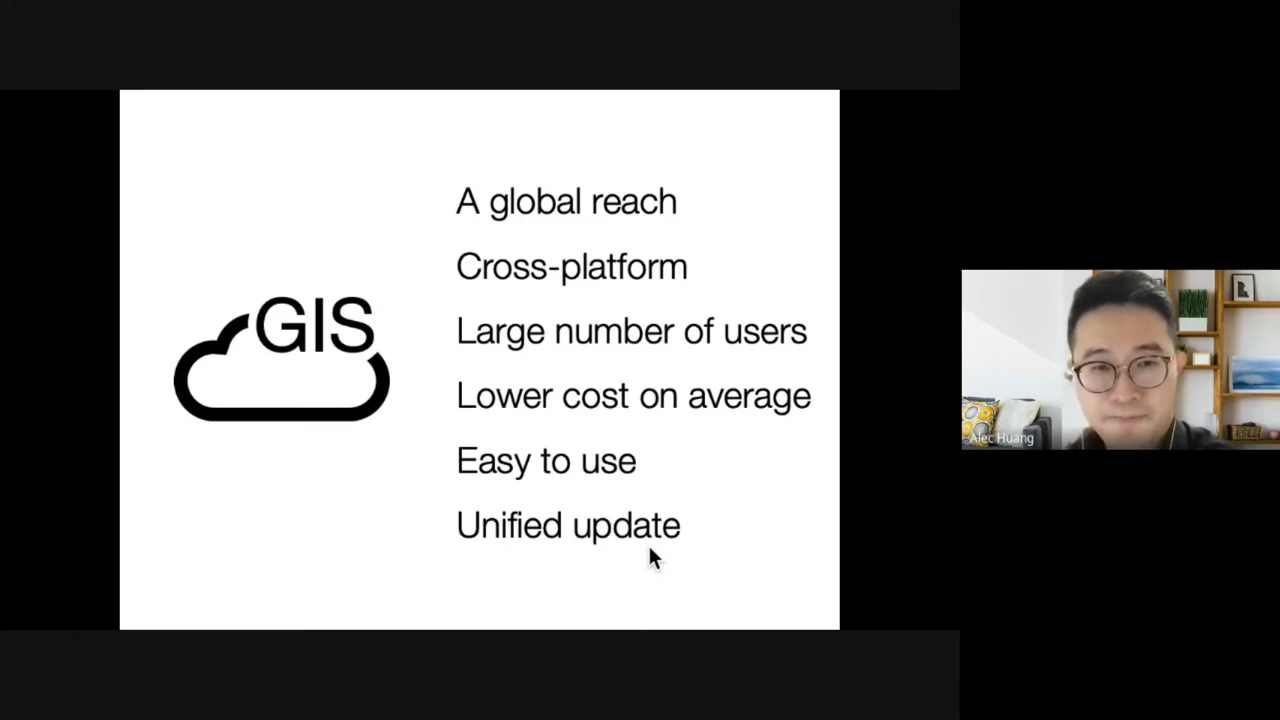 GIS
A global reach
Cross-platform
Large number of users
Lower cost on average
Easy to use
Unified update
Alec Huang